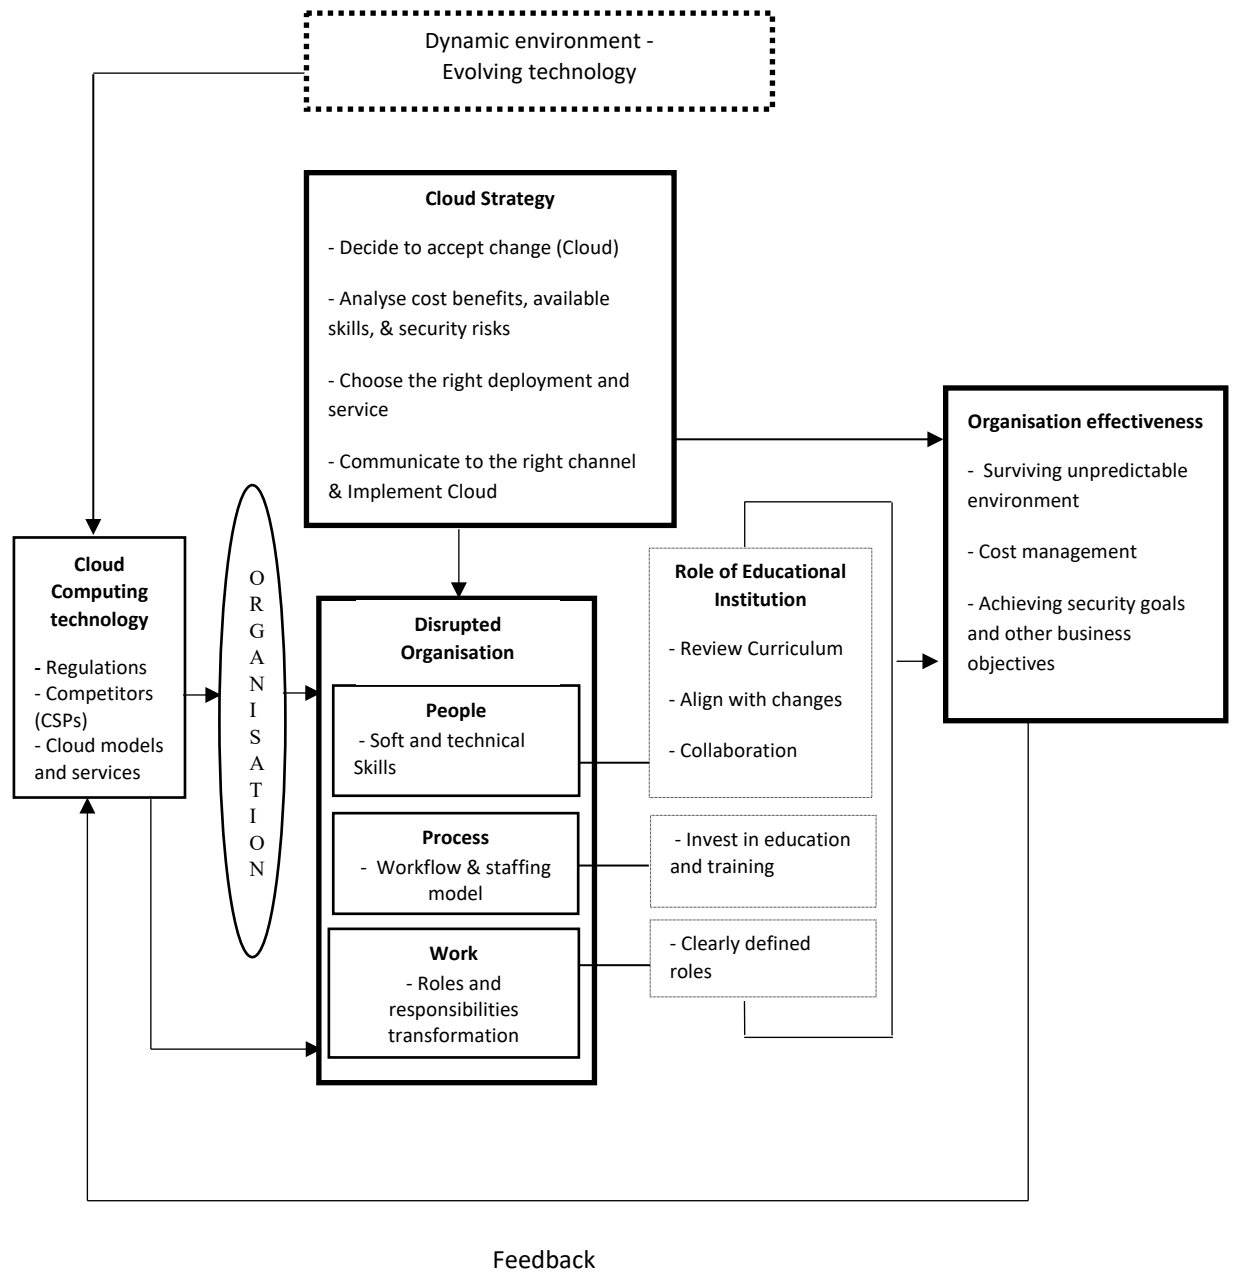 Dynamic environment -
Evolving technology
Cloud Strategy
- Decide to accept change (Cloud)
- Analyse cost benefits, available
skills, & security risks
- Choose the right deployment and
service
- Communicate to the right channel
& Implement Cloud
Organisation effectiveness
- Surviving unpredictable
environment
- Cost management
- Achieving security goals
and other business
objectives
Cloud
Computing
technology
- Regulations
- Competitors
(CSPs)
- Cloud models
and services
O
R
G
A
N
I
S
A
T
I
O
N
Disrupted
Organisation
People
- Soft and technical
Skills
Process
- Workflow & staffing
model
Work
- Roles and
responsibilities
transformation
Role of Educational
Institution
- Review Curriculum
- Align with changes
- Collaboration
- Invest in education
and training
- Clearly defined
roles
Feedback